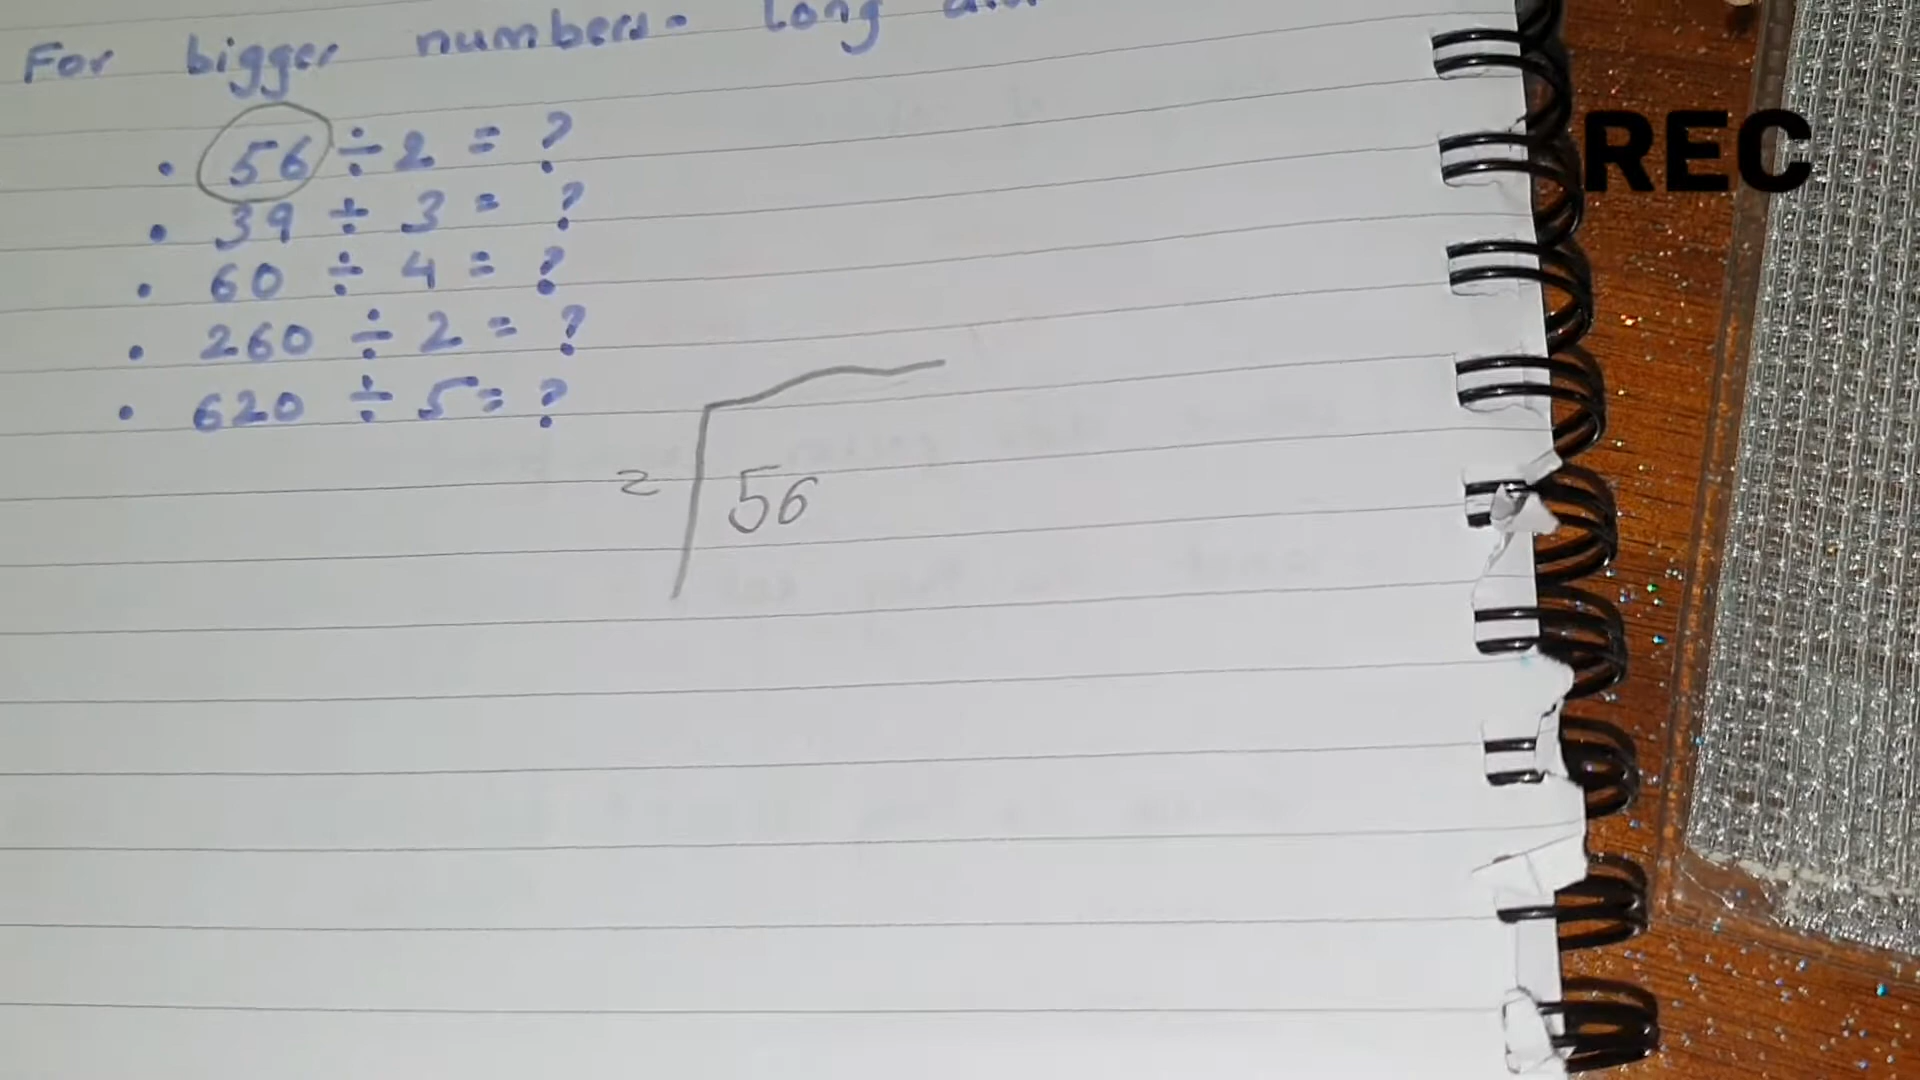 For bigger numbers- long
REC
• 56 ÷ 2 = ?
• 39 ÷ 3 = ?
• 60 ÷ 4 = ?
• 260 ÷ 2 = ?
• 620 ÷ 5 = ?
2 56